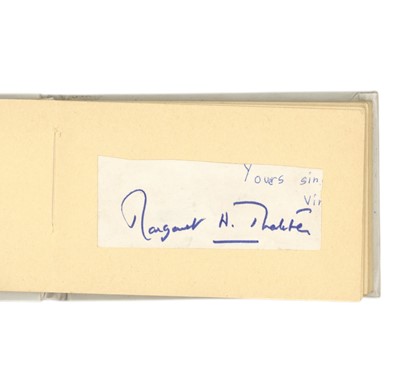 Yours sin
Vi
Margaret H. Thatcher